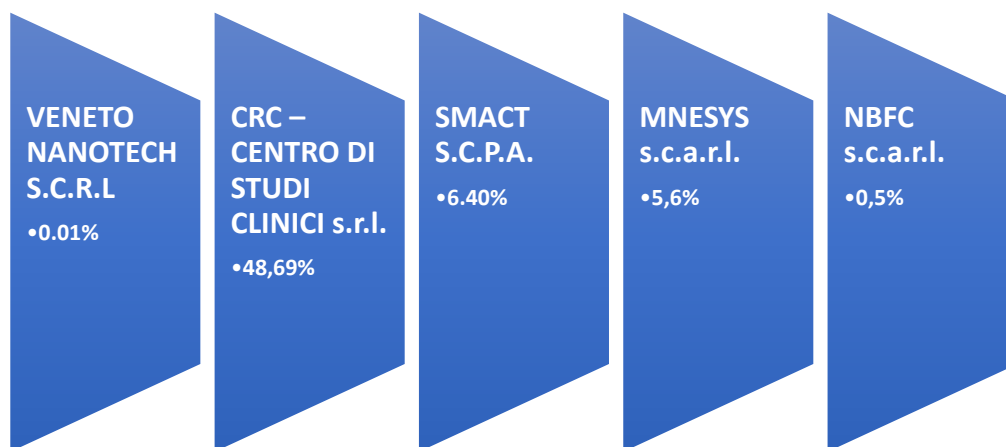 VENETO
NANOTECH
S.C.R.L
•0.01%
CRC –
CENTRO DI
STUDI
CLINICI s.r.l.
•48,69%
SMACT
S.C.P.A.
•6.40%
MNESYS
s.c.a.r.l.
•5,6%
NBFC
s.c.a.r.l.
•0,5%